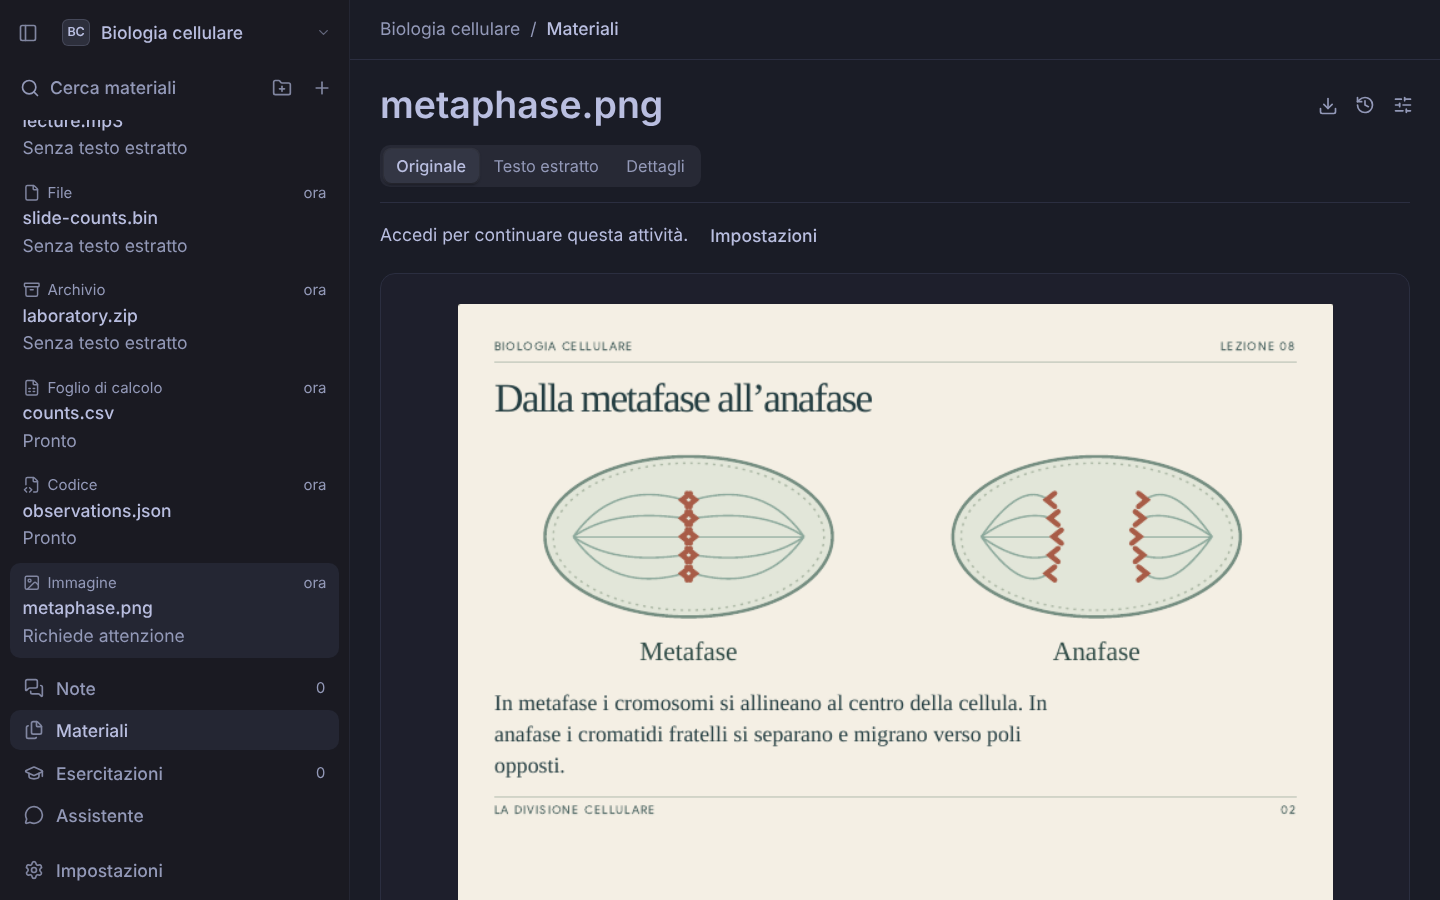 BC Biologia cellulare
Cerca materiali
lecture.mp3
Senza testo estratto
File ora
slide-counts.bin
Senza testo estratto
Archivio ora
laboratory.zip
Senza testo estratto
Foglio di calcolo ora
counts.csv
Pronto
Codice ora
observations.json
Pronto
Immagine ora
metaphase.png
Richiede attenzione
Note 0
Materiali
Esercitazioni 0
Assistente
Impostazioni
Biologia cellulare / Materiali
metaphase.png
Originale Testo estratto Dettagli
Accedi per continuare questa attività. Impostazioni
BIOLOGIA CELLULARE LEZIONE 08
Dalla metafase all’anafase
Metafase Anafase
In metafase i cromosomi si allineano al centro della cellula. In
anafase i cromatidi fratelli si separano e migrano verso poli
opposti.
LA DIVISIONE CELLULARE 02